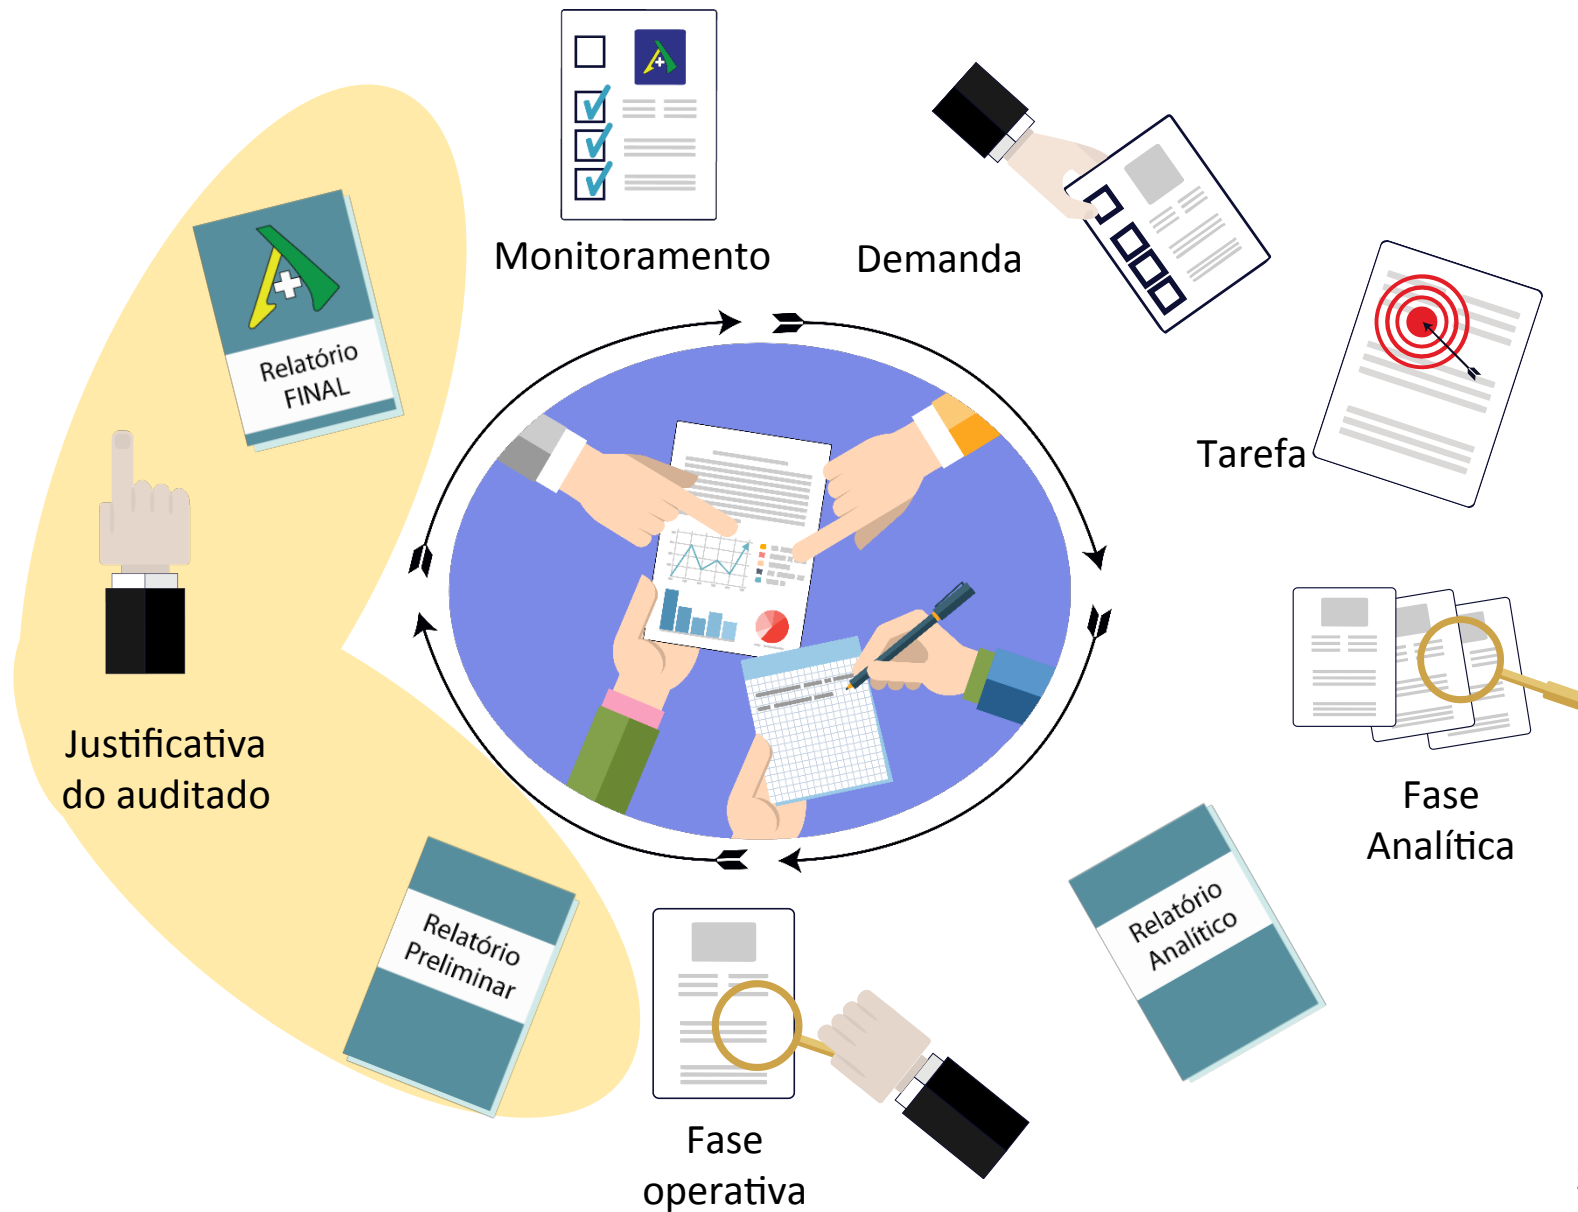 Monitoramento
Demanda
Tarefa
Fase
Analítica
Relatório
Analítico
Fase
operativa
Relatório
Preliminar
Justificativa
do auditado
Relatório
FINAL